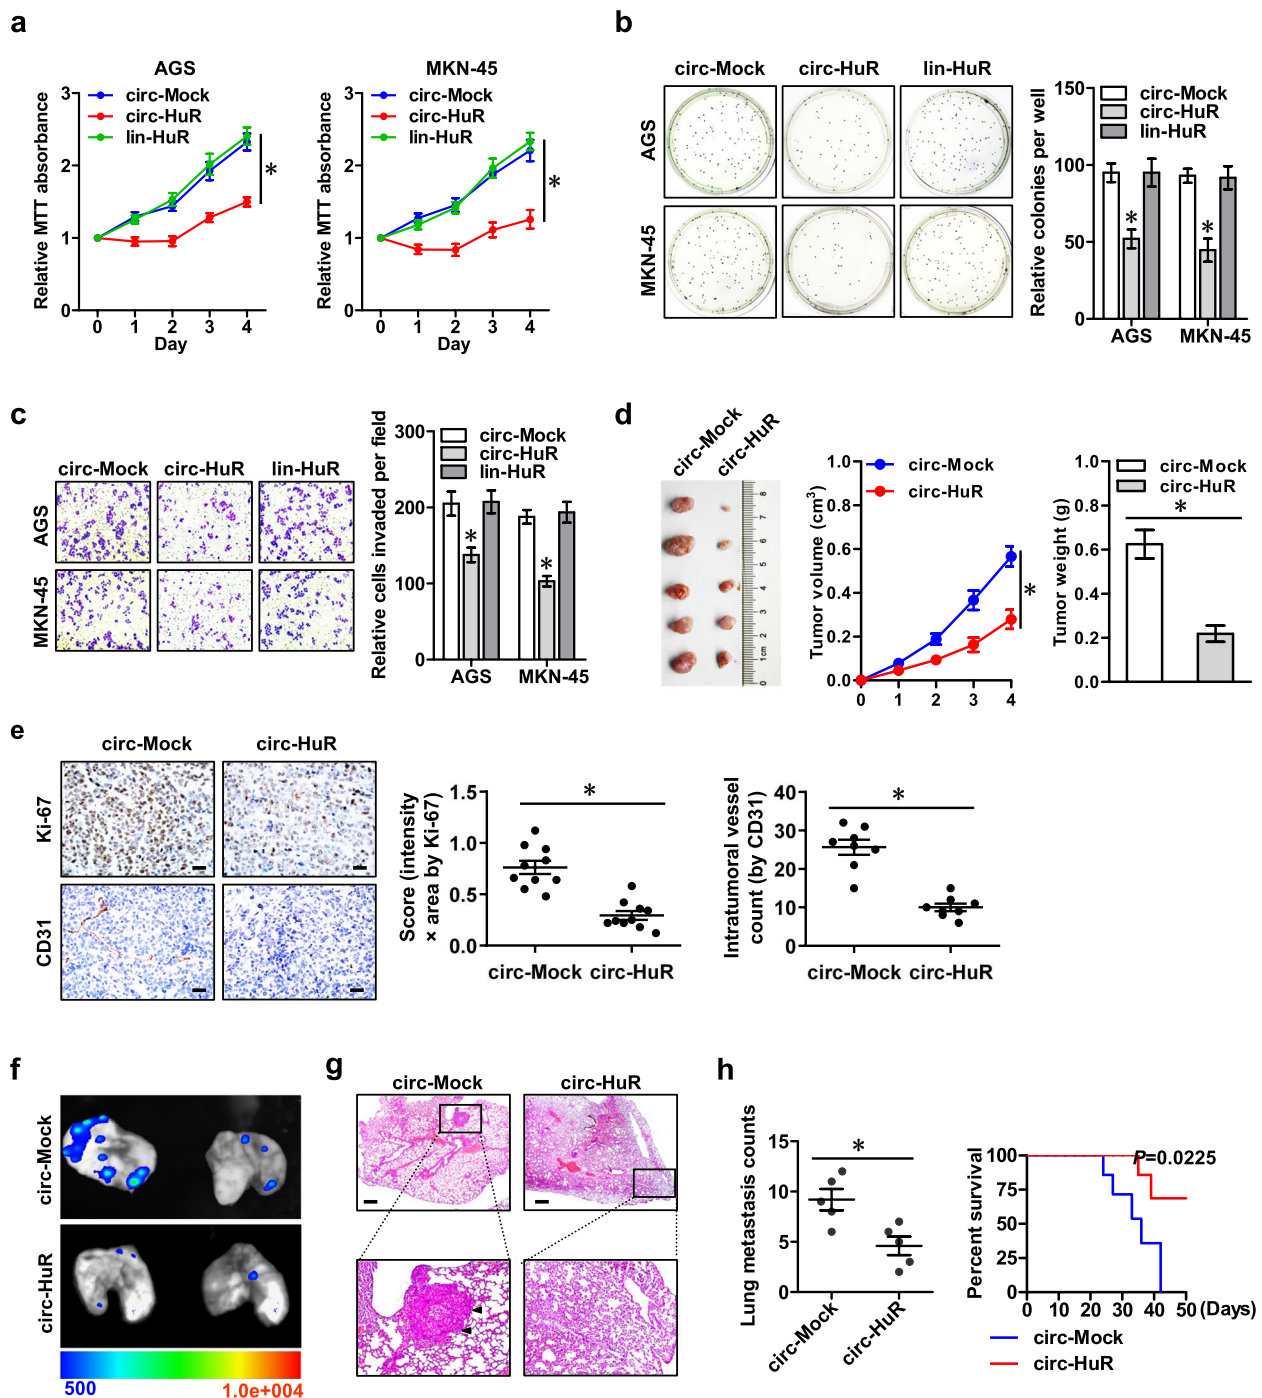 a
AGS
circ-Mock
circ-HuR
lin-HuR
Relative MTT absorbance
3
2
1
0
0 1 2 3 4
Day
MKN-45
circ-Mock
circ-HuR
lin-HuR
Relative MTT absorbance
3
2
1
0
0 1 2 3 4
Day
*
*
b
circ-Mock circ-HuR lin-HuR
AGS
MKN-45
Relative colonies per well
150
100
50
0
circ-Mock
circ-HuR
lin-HuR
* *
AGS MKN-45
c
circ-Mock circ-HuR lin-HuR
AGS
MKN-45
Relative cells invaded per field
300
200
100
0
circ-Mock
circ-HuR
lin-HuR
* *
AGS MKN-45
d
circ-Mock
circ-HuR
8
7
6
5
4
3
2
1cm
0
Tumor volume (cm³)
1.0
0.8
0.6
0.4
0.2
0.0
circ-Mock
circ-HuR
*
0 1 2 3 4
Tumor weight (g)
1.0
0.8
0.6
0.4
0.2
0.0
circ-Mock
circ-HuR
*
e
circ-Mock circ-HuR
Ki-67
CD31
Score (intensity
× area by Ki-67)
1.5
1.0
0.5
0.0
*
circ-Mock circ-HuR
Intratumoral vessel
count (by CD31)
40
30
20
10
0
*
circ-Mock circ-HuR
f
circ-Mock
circ-HuR
500 1.0e+004
g
circ-Mock circ-HuR
h
Lung metastasis counts
15
10
5
0
*
circ-Mock
circ-HuR
Percent survival
100
75
50
25
0
P=0.0225
0 10 20 30 40 50 (Days)
circ-Mock
circ-HuR